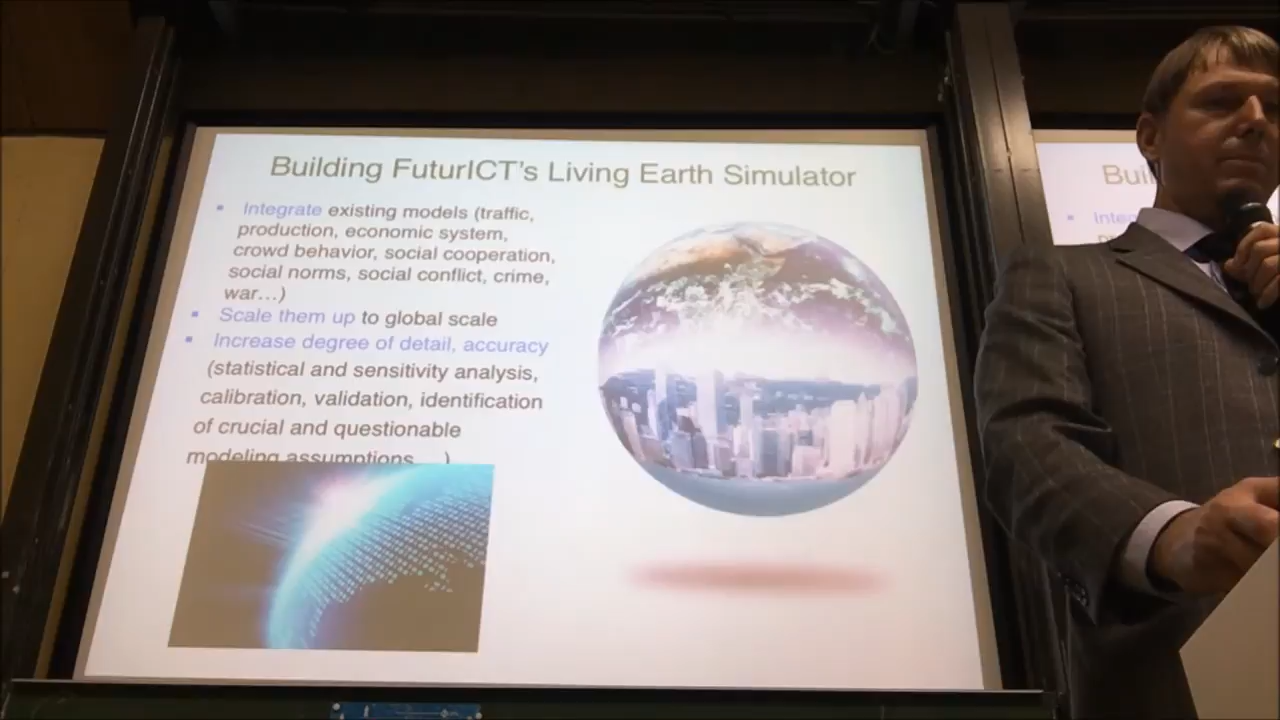 Building FuturICT's Living Earth Simulator
▪ Integrate existing models (traffic,
production, economic system,
crowd behavior, social cooperation,
social norms, social conflict, crime,
war…)
▪ Scale them up to global scale
▪ Increase degree of detail, accuracy
(statistical and sensitivity analysis,
calibration, validation, identification
of crucial and questionable
modeling assumptions…)
Bui
▪ Inte